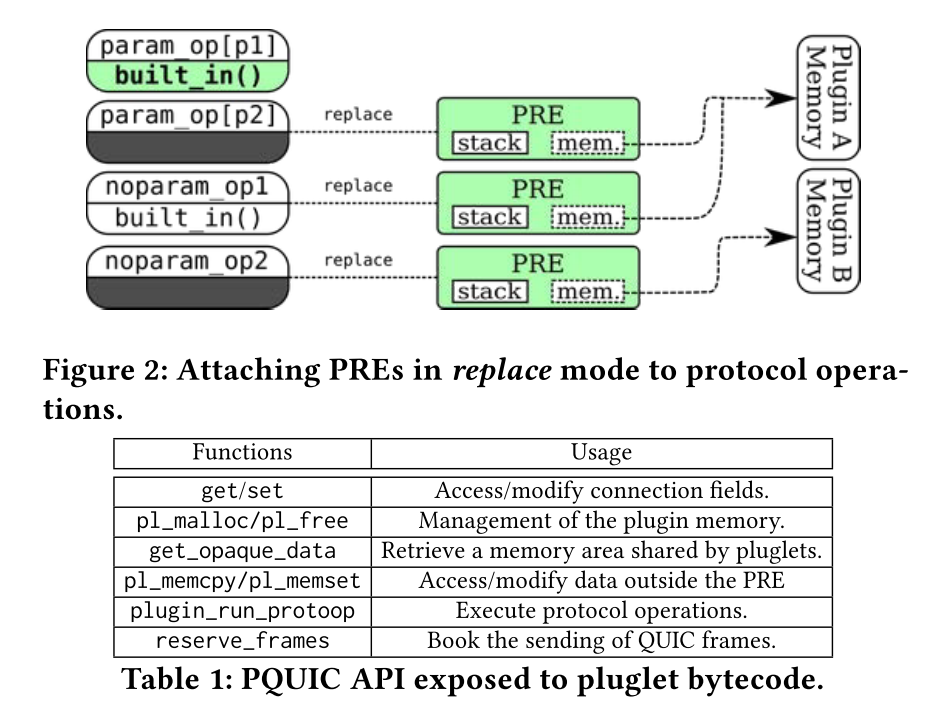 param_op[p1]
built_in()
param_op[p2]
replace
PRE
stack
mem.
noparam_op1
built_in()
replace
PRE
stack
mem.
noparam_op2
replace
PRE
stack
mem.
Plugin A
Memory
Plugin B
Memory
Figure 2: Attaching PREs in replace mode to protocol opera-
tions.
Functions Usage
get/set Access/modify connection fields.
pl_malloc/pl_free Management of the plugin memory.
get_opaque_data Retrieve a memory area shared by pluglets.
pl_memcpy/pl_memset Access/modify data outside the PRE
plugin_run_protoop Execute protocol operations.
reserve_frames Book the sending of QUIC frames.
Table 1: PQUIC API exposed to pluglet bytecode.